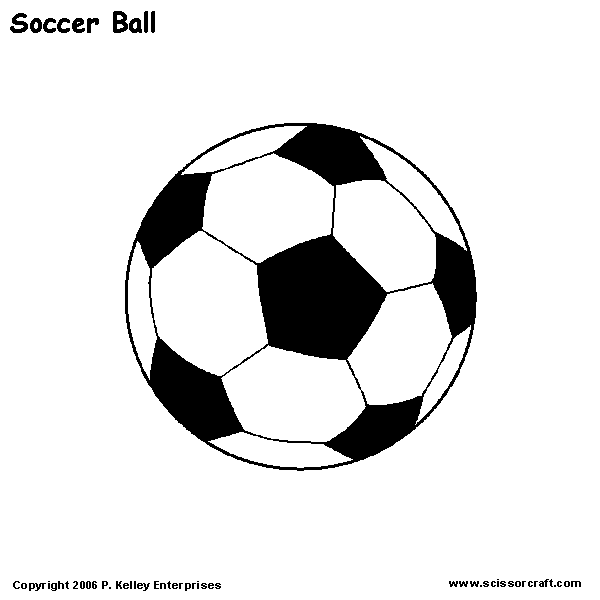 Soccer Ball
Copyright 2006 P. Kelley Enterprises
www.scissorcraft.com